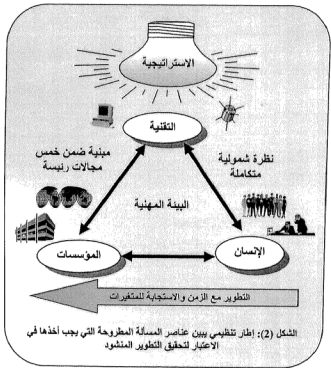 الاستراتيجية
التقنية
مبنية ضمن خمس
مجالات رئيسة
نظرة شمولية
متكاملة
البيئة المهنية
المؤسسات
الإنسان
التطوير مع الزمن والاستجابة للمتغيرات
الشكل (2): إطار تنظيمي يبين عناصر المسألة المطروحة التي يجب أخذها في
الاعتبار لتحقيق التطوير المنشود